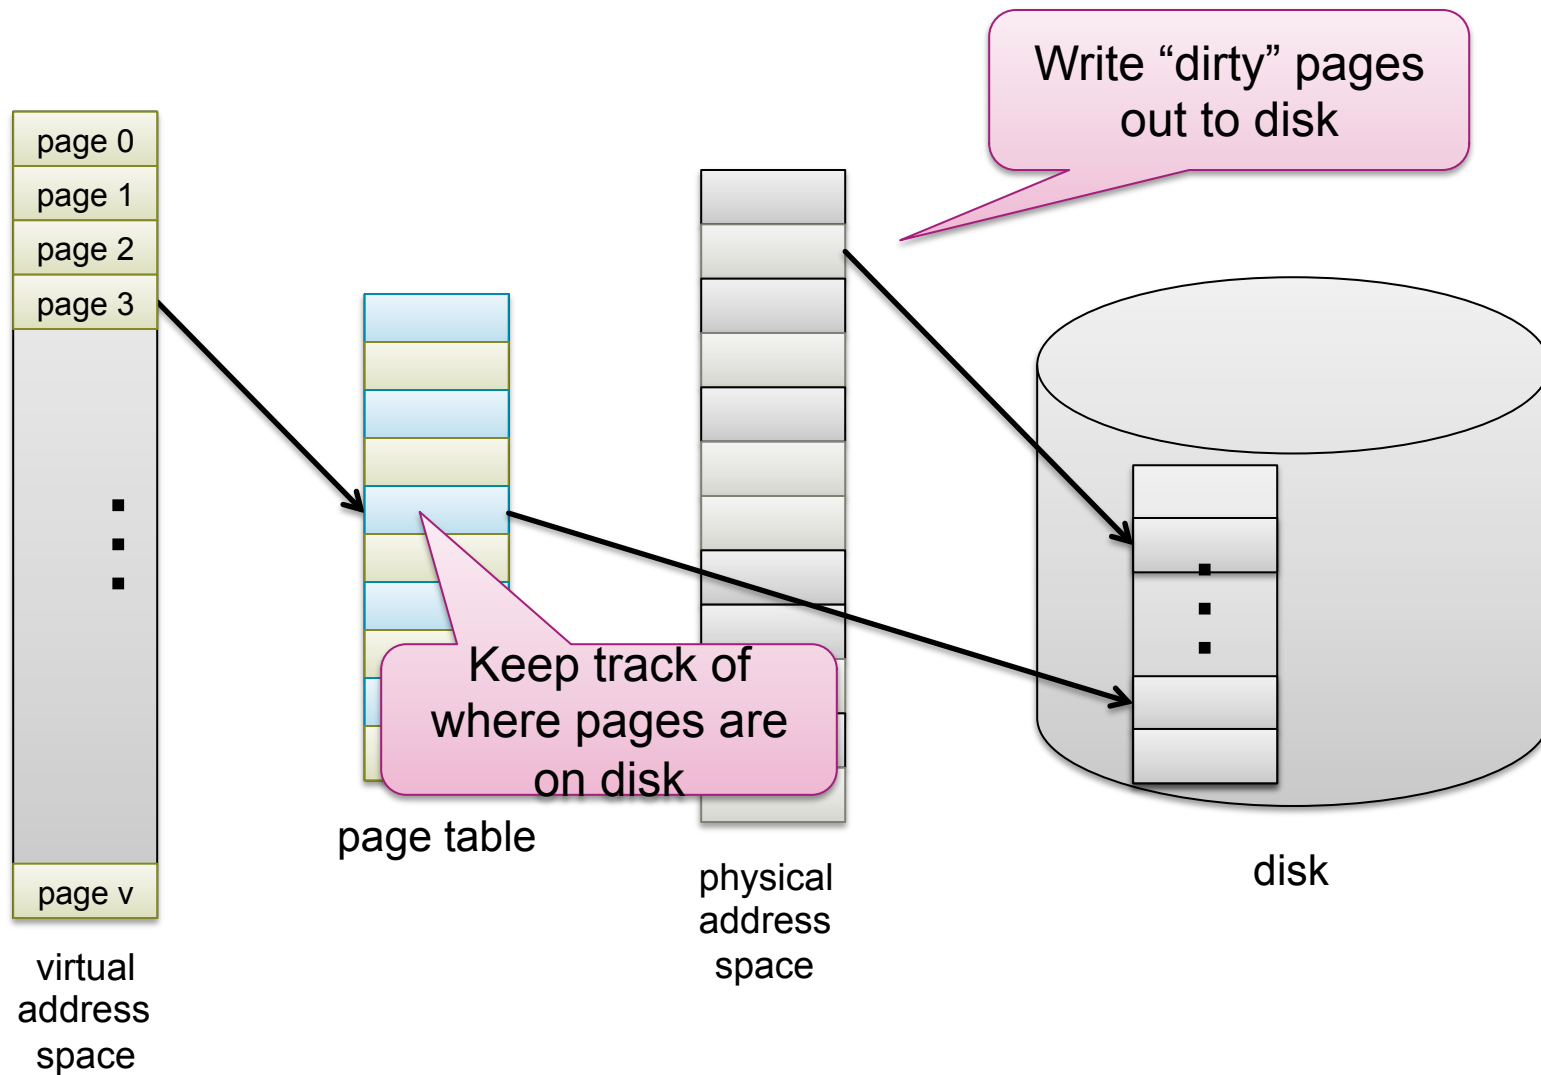 Write “dirty” pages
out to disk
page 0
page 1
page 2
page 3
page v
virtual
address
space
Keep track of
where pages are
on disk
page table
physical
address
space
disk